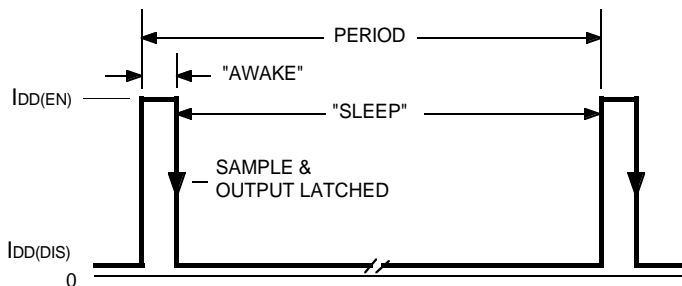 PERIOD
"AWAKE"
IDD(EN)
"SLEEP"
SAMPLE &
OUTPUT LATCHED
IDD(DIS)
0